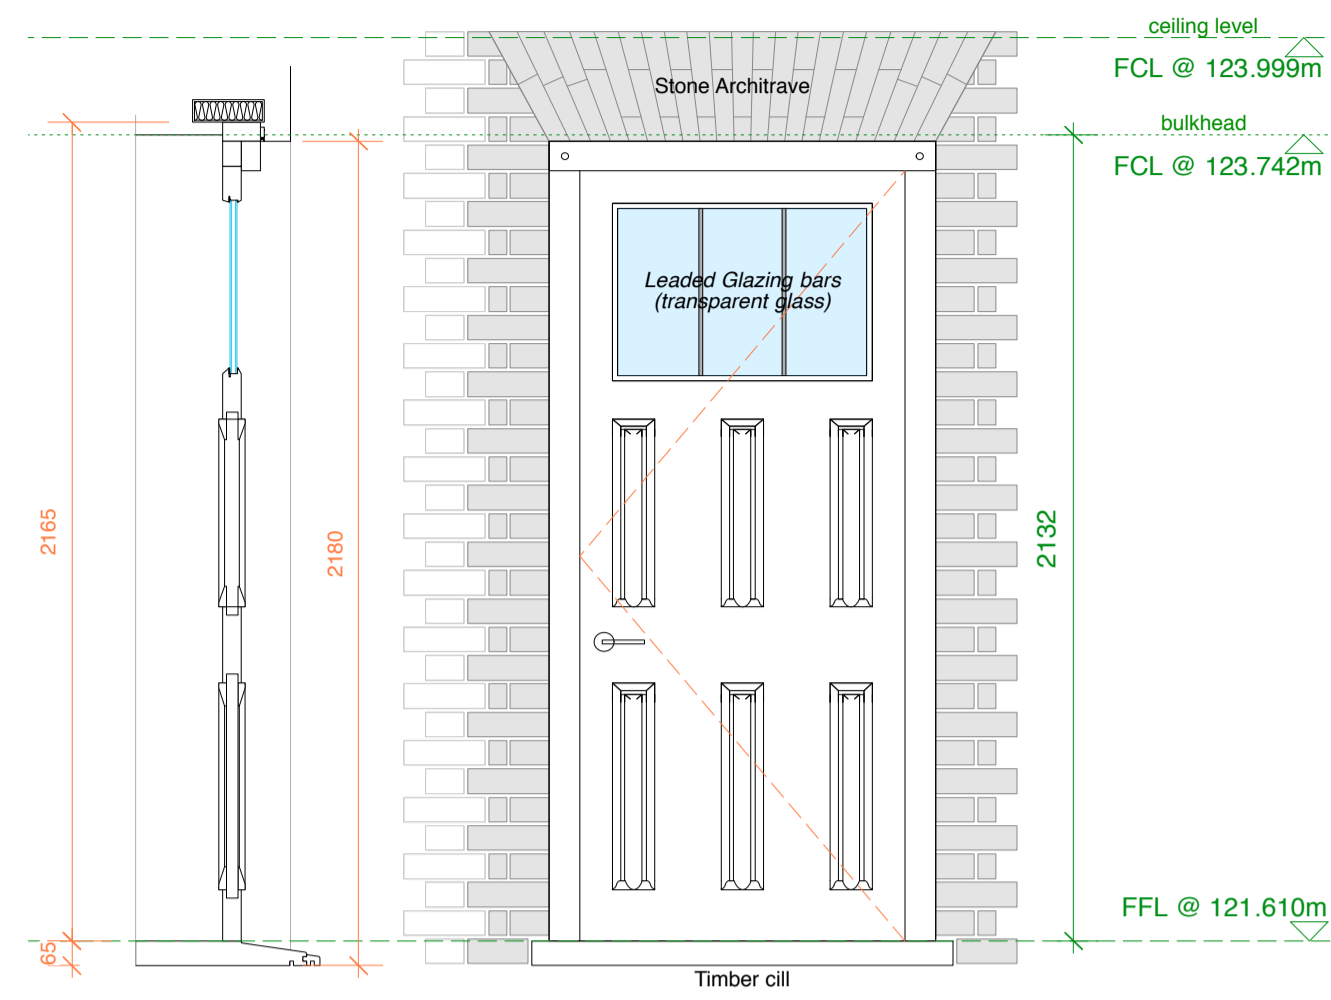 ceiling level
FCL @ 123.999m
Stone Architrave
bulkhead
FCL @ 123.742m
Leaded Glazing bars
(transparent glass)
2165
2180
2132
FFL @ 121.610m
65
Timber cill